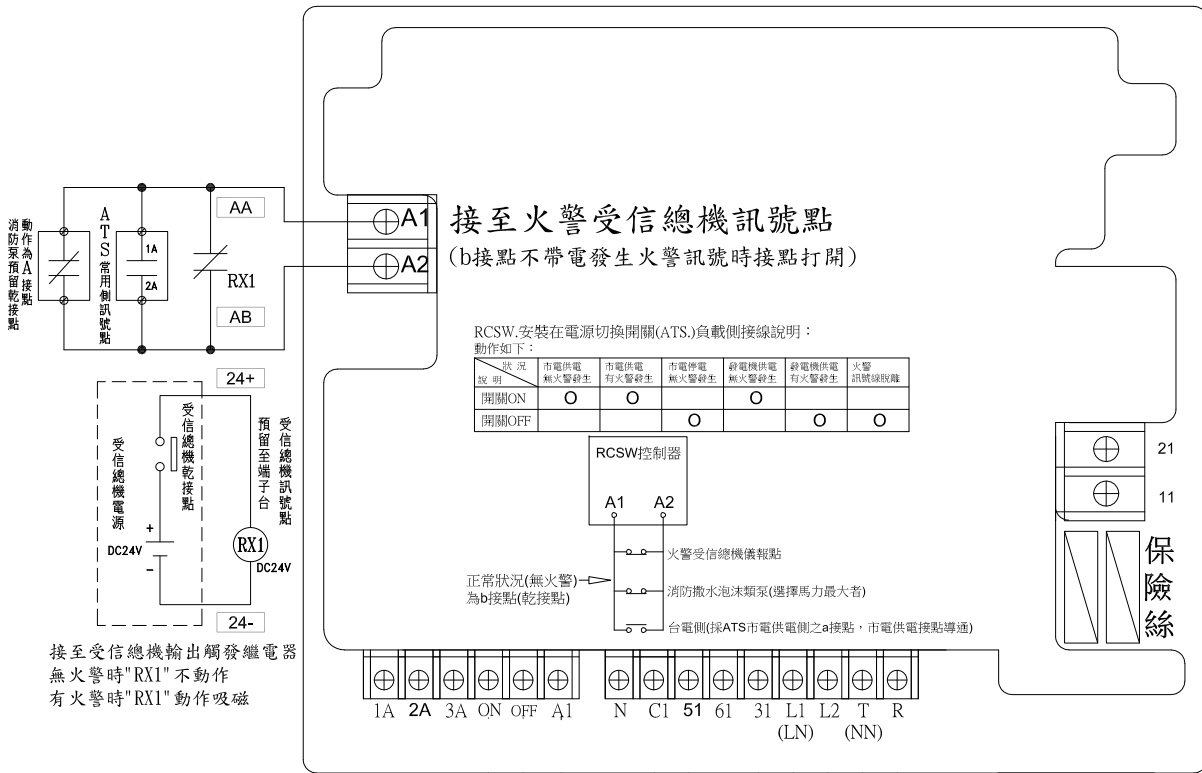 A1
A2
接至火警受信總機訊號點
(b接點不帶電發生火警訊號時接點打開)
AA
AB
RX1
ATS常用側訊號點
1A
2A
動作為A接點
消防泵預留乾接點
RCSW.安裝在電源切換開關(ATS.)負載側接線說明：
動作如下：
狀況
說明
市電供電
無火警發生
市電供電
有火警發生
市電停電
無火警發生
發電機供電
無火警發生
發電機供電
有火警發生
火警
訊號線脫離
開關ON O O O
開關OFF O O O
RCSW控制器
A1 A2
火警受信總機儀報點
正常狀況(無火警)
為b接點(乾接點)
消防撒水泡沫類泵(選擇馬力最大者)
台電側(採ATS市電供電側之a接點，市電供電接點導通)
24+
受信總機訊號點
預留至端子台
受信總機乾接點
受信總機電源
+
DC24V
−
RX1
DC24V
24-
接至受信總機輸出觸發繼電器
無火警時"RX1"不動作
有火警時"RX1"動作吸磁
21
11
保險絲
1A 2A 3A ON OFF A1 N C1 51 61 31 L1 L2 T R
(LN) (NN)